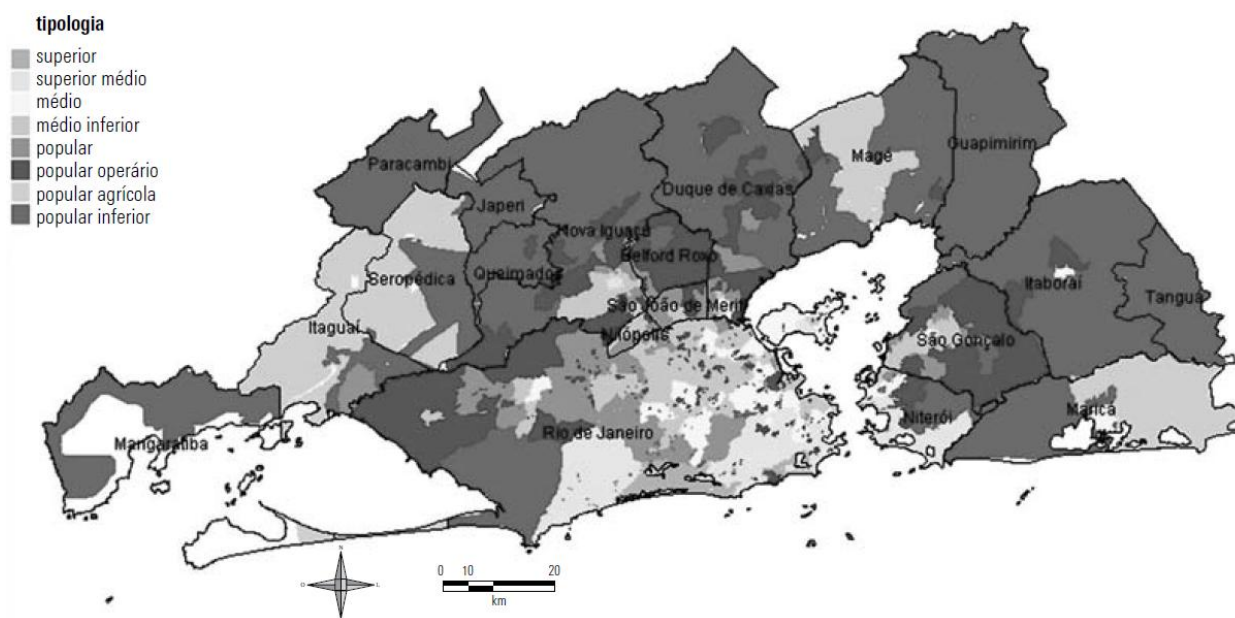 tipologia
superior
superior médio
médio
médio inferior
popular
popular operário
popular agrícola
popular inferior
Paracambi
Japeri
Duque de Caxias
Magé
Guapimirim
Nova Iguaçu
Belford Roxo
Seropédica
Queimados
Itaboraí
Tanguá
São João de Meriti
Itaguaí
Nilópolis
São Gonçalo
Mangaratiba
Rio de Janeiro
Niterói
Maricá
N
O
L
S
0 10 20
km